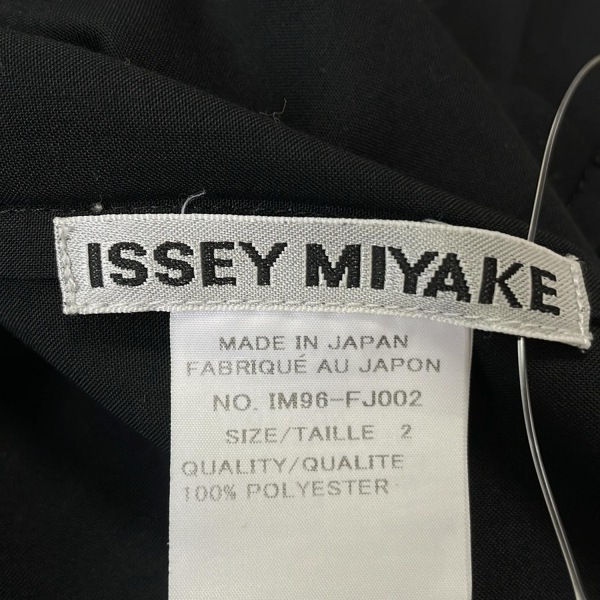 ISSEY MIYAKE
MADE IN JAPAN
FABRIQUÉ AU JAPON
NO. IM96-FJ002
SIZE/TAILLE 2
QUALITY/QUALITE
100% POLYESTER